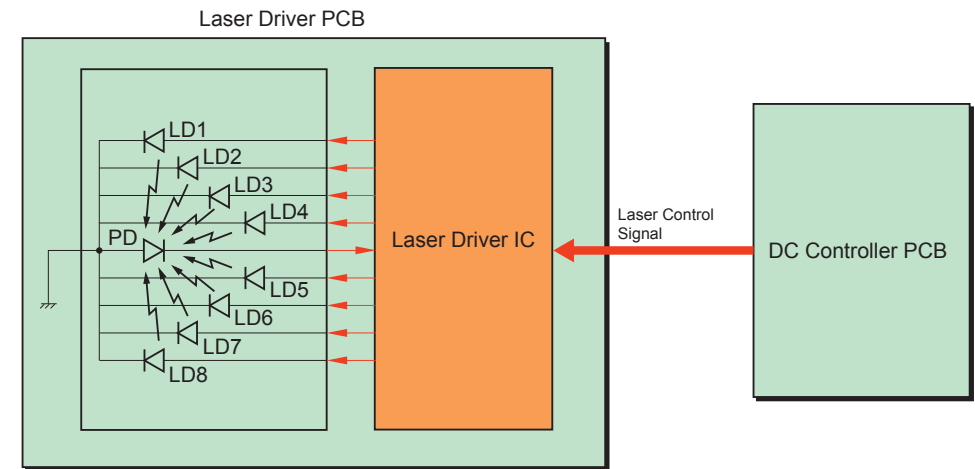 Laser Driver PCB
LD1
LD2
LD3
LD4
PD
Laser Driver IC
Laser Control
Signal
DC Controller PCB
LD5
LD6
LD7
LD8